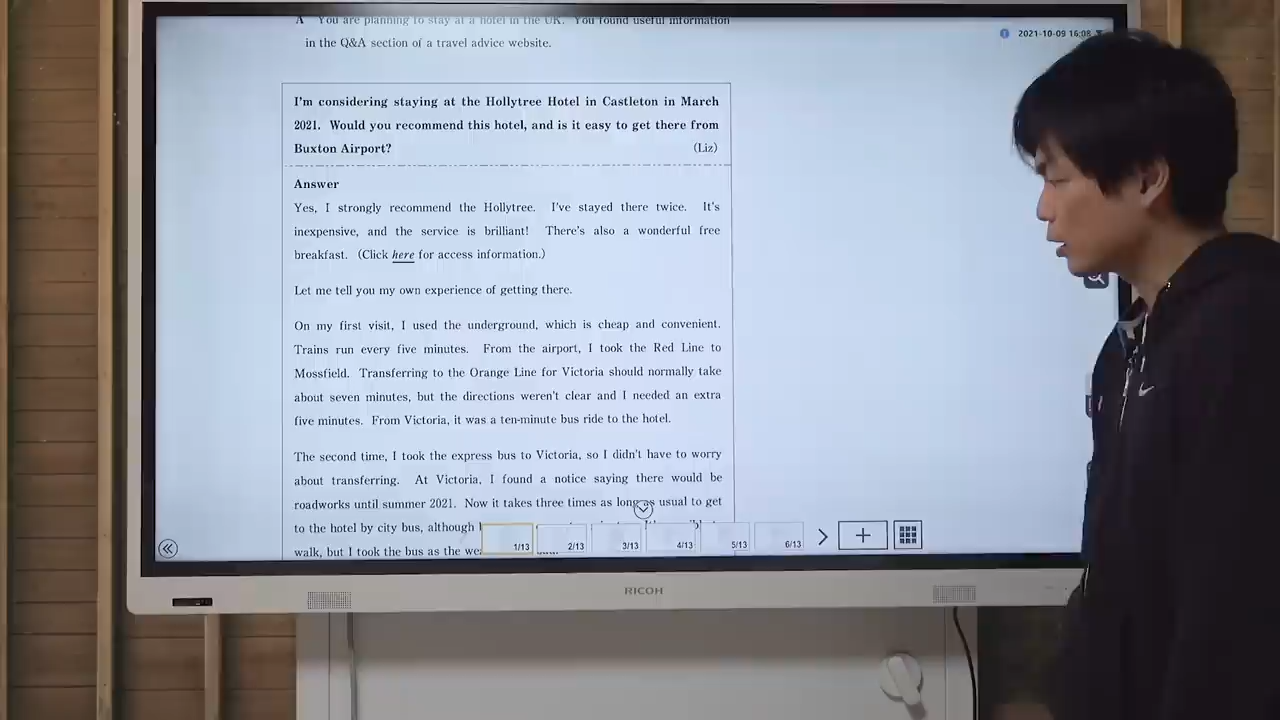 A You are planning to stay at a hotel in the UK. You found useful information
in the Q&A section of a travel advice website.
2021-10-09 16:08
I'm considering staying at the Hollytree Hotel in Castleton in March
2021. Would you recommend this hotel, and is it easy to get there from
Buxton Airport? (Liz)
Answer
Yes, I strongly recommend the Hollytree. I've stayed there twice. It's
inexpensive, and the service is brilliant! There's also a wonderful free
breakfast. (Click here for access information.)
Let me tell you my own experience of getting there.
On my first visit, I used the underground, which is cheap and convenient.
Trains run every five minutes. From the airport, I took the Red Line to
Mossfield. Transferring to the Orange Line for Victoria should normally take
about seven minutes, but the directions weren't clear and I needed an extra
five minutes. From Victoria, it was a ten-minute bus ride to the hotel.
The second time, I took the express bus to Victoria, so I didn't have to worry
about transferring. At Victoria, I found a notice saying there would be
roadworks until summer 2021. Now it takes three times as long as usual to get
to the hotel by city bus, although
walk, but I took the bus as the
1/13 2/13 3/13 4/13 5/13 6/13
RICOH